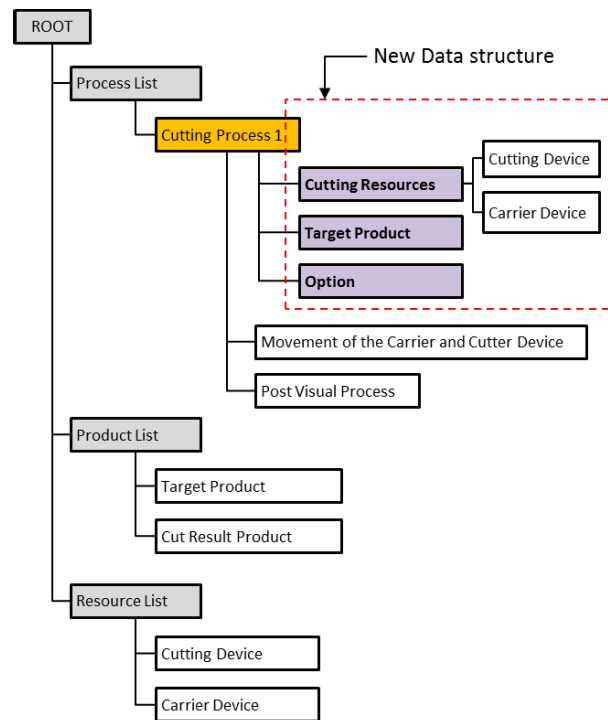 ROOT
New Data structure
Process List
Cutting Process 1
Cutting Device
Cutting Resources
Carrier Device
Target Product
Option
Movement of the Carrier and Cutter Device
Post Visual Process
Product List
Target Product
Cut Result Product
Resource List
Cutting Device
Carrier Device